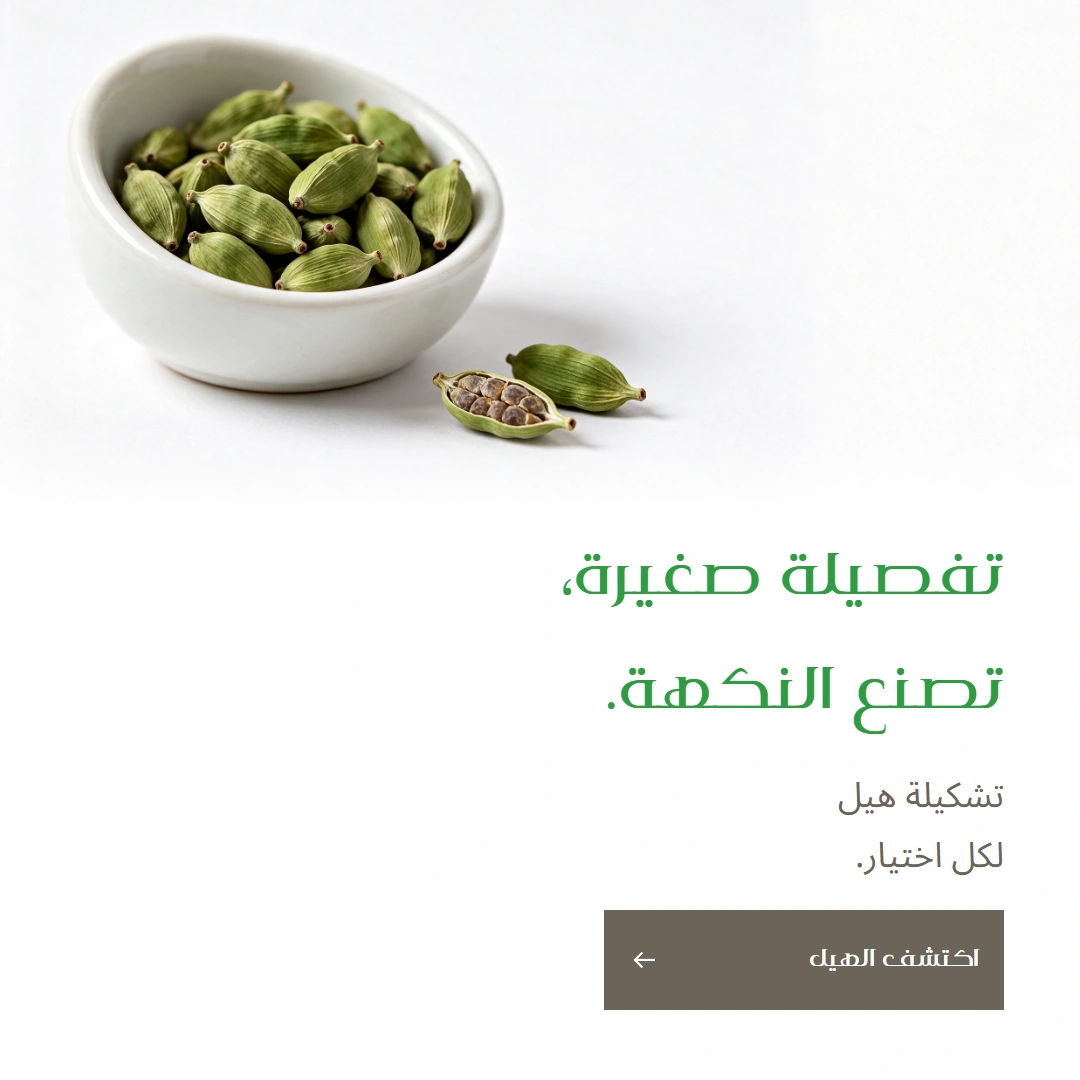 تفصيلة صغيرة،
تصنع النكهة.
تشكيلة هيل
لكل اختيار.
اكتشف الهيل ←